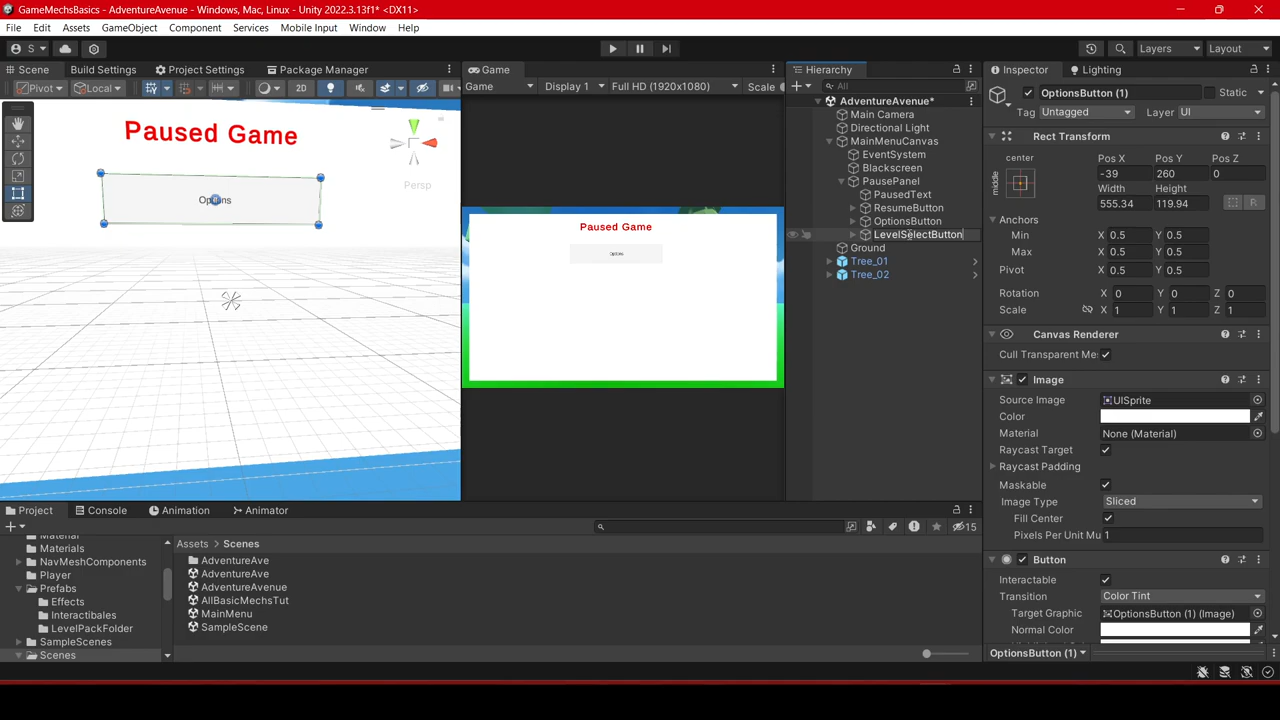 GameMechsBasics - AdventureAvenue - Windows, Mac, Linux - Unity 2022.3.13f1* <DX11>
File Edit Assets GameObject Component Services Mobile Input Window Help
S Layers Layout
Scene Build Settings Project Settings Package Manager
Pivot Local 2D
Paused Game
Options
Persp
Game
Game Display 1 Full HD (1920x1080) Scale
Paused Game
Options
Hierarchy
All
AdventureAvenue*
Main Camera
Directional Light
MainMenuCanvas
EventSystem
Blackscreen
PausePanel
PausedText
ResumeButton
OptionsButton
LevelSelectButton
Ground
Tree_01
Tree_02
Inspector Lighting
OptionsButton (1) Static
Tag Untagged Layer UI
Rect Transform
center
middle
Pos X Pos Y Pos Z
-39 260 0
Width Height
555.34 119.94 R
Anchors
Min X 0.5 Y 0.5
Max X 0.5 Y 0.5
Pivot X 0.5 Y 0.5
Rotation X 0 Y 0 Z 0
Scale X 1 Y 1 Z 1
Canvas Renderer
Cull Transparent Me
Image
Source Image UISprite
Color
Material None (Material)
Raycast Target
Raycast Padding
Maskable
Image Type Sliced
Fill Center
Pixels Per Unit Mu 1
Button
Interactable
Transition Color Tint
Target Graphic OptionsButton (1) (Image)
Normal Color
OptionsButton (1)
Project Console Animation Animator
15
Material
Materials
NavMeshComponents
Player
Prefabs
Effects
Interactibales
LevelPackFolder
SampleScenes
Scenes
Assets > Scenes
AdventureAve
AdventureAve
AdventureAvenue
AllBasicMechsTut
MainMenu
SampleScene